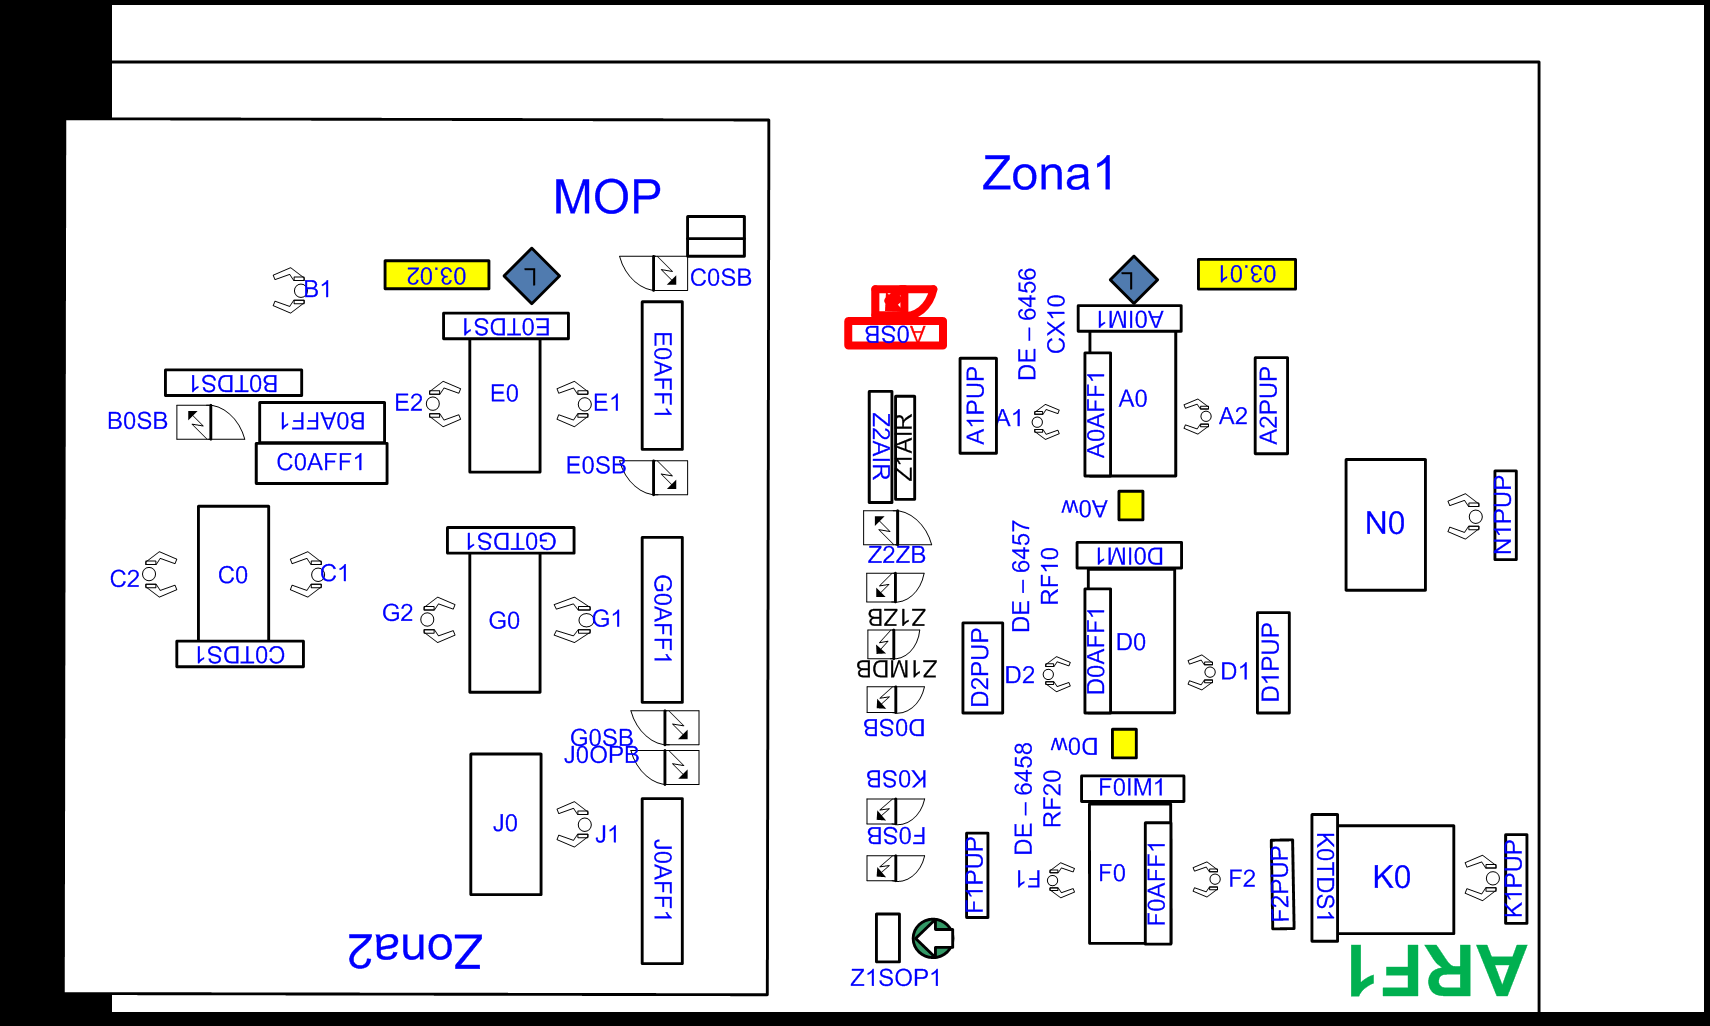 Zona1
MOP
B1
03.02
L
C0SB
DE – 6456
CX10
L
03.01
E0TDS1
E0AFF1
A0SB
A0IM1
B0TDS1
B0SB
B0AFF1
C0AFF1
E2
E0
E1
E0SB
Z2AIR
Z1AIR
A1PUP
A1
A0AFF1
A0
A2
A2PUP
A0w
N0
N1PUP
G0TDS1
Z2ZB
DE – 6457
RF10
D0IM1
C2
C0
C1
G2
G0
G1
G0AFF1
Z1ZB
Z1MDB
C0TDS1
D2PUP
D2
D0AFF1
D0
D1
D1PUP
D0SB
G0SB
J0OPB
D0w
K0SB
DE – 6458
RF20
F0IM1
J0
J1
J0AFF1
F0SB
F1PUP
F1
F0
F0AFF1
F2
F2PUP
K0TDS1
K0
K1PUP
Zona2
Z1SOP1
ARF1